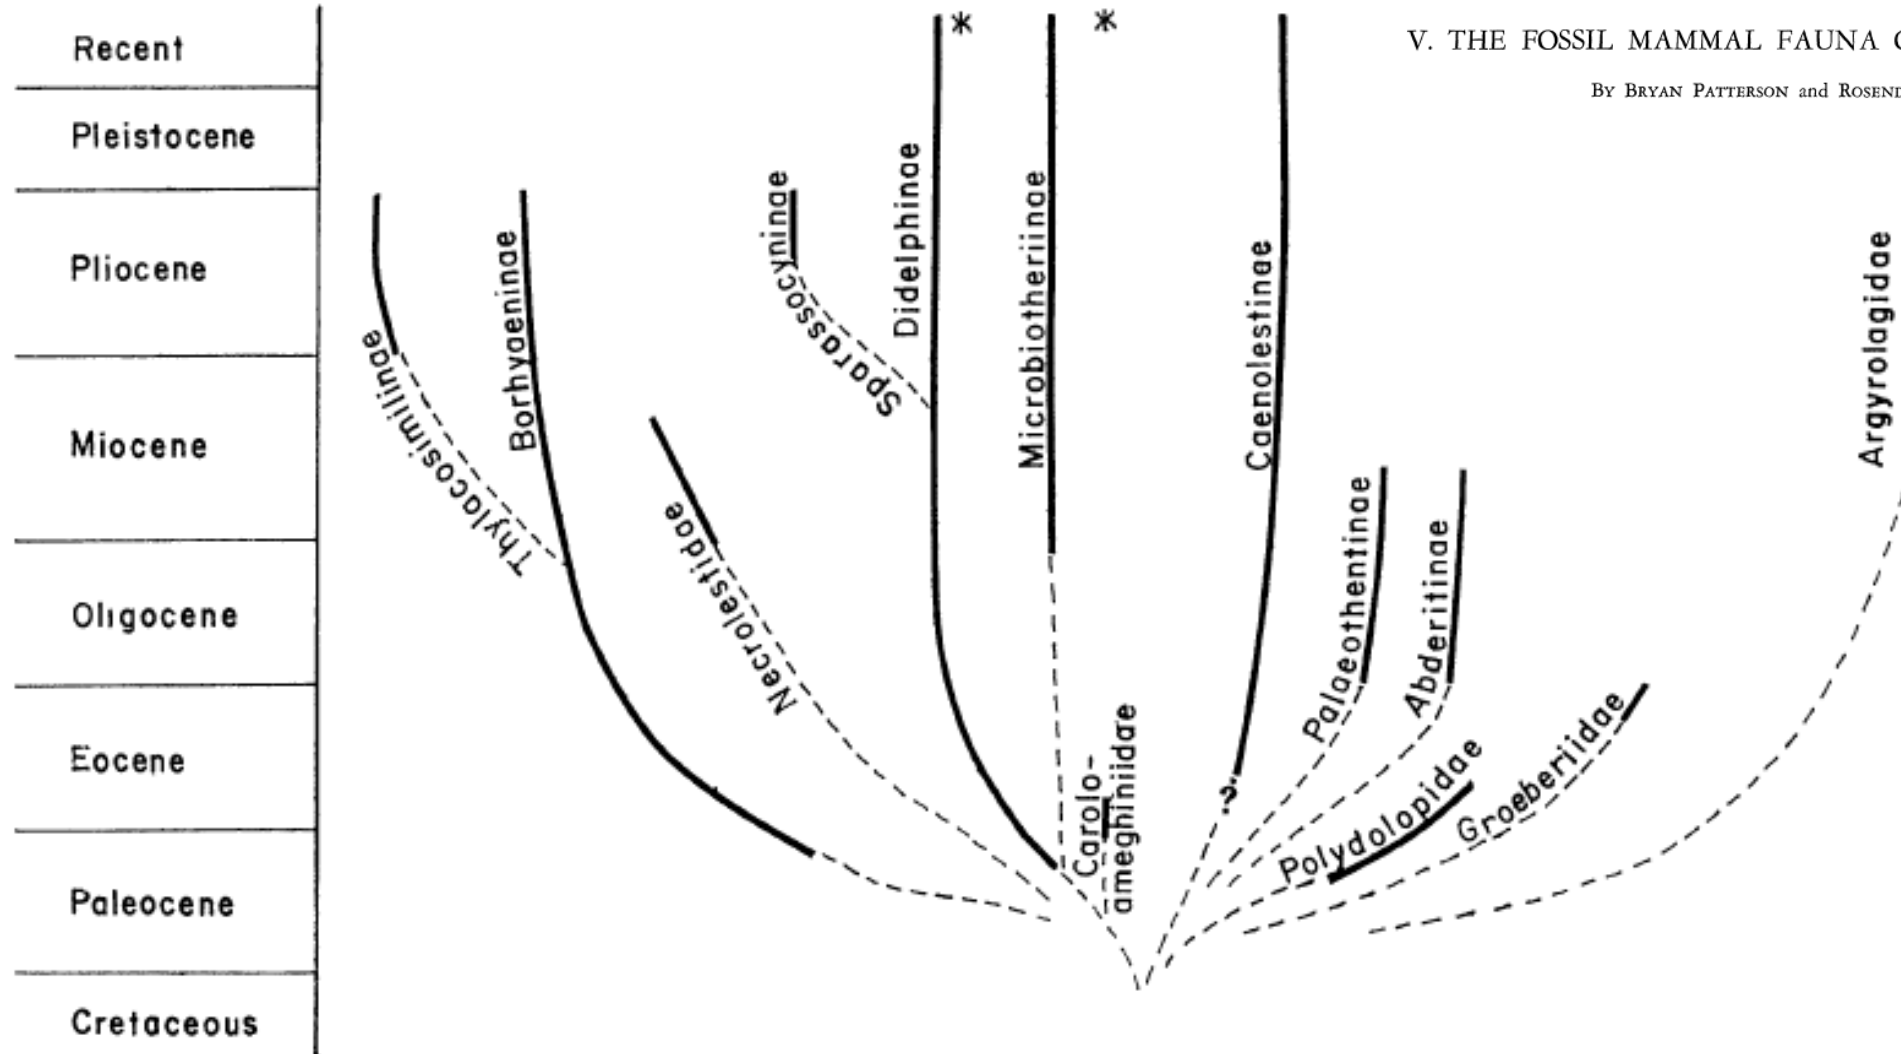 V. THE FOSSIL MAMMAL FAUNA
By BRYAN PATTERSON and
Recent
Pleistocene
Pliocene
Miocene
Oligocene
Eocene
Paleocene
Cretaceous
Thylacosmilinae
Borhyaeninae
Necrolestidae
Sparassocyninae
Didelphinae
*
Microbiotheriinae
*
Carolo-
ameghiniidae
Caenolestinae
?
Palaeothentinae
Abderitinae
Polydolopidae
Groeberiidae
Argyrolagidae